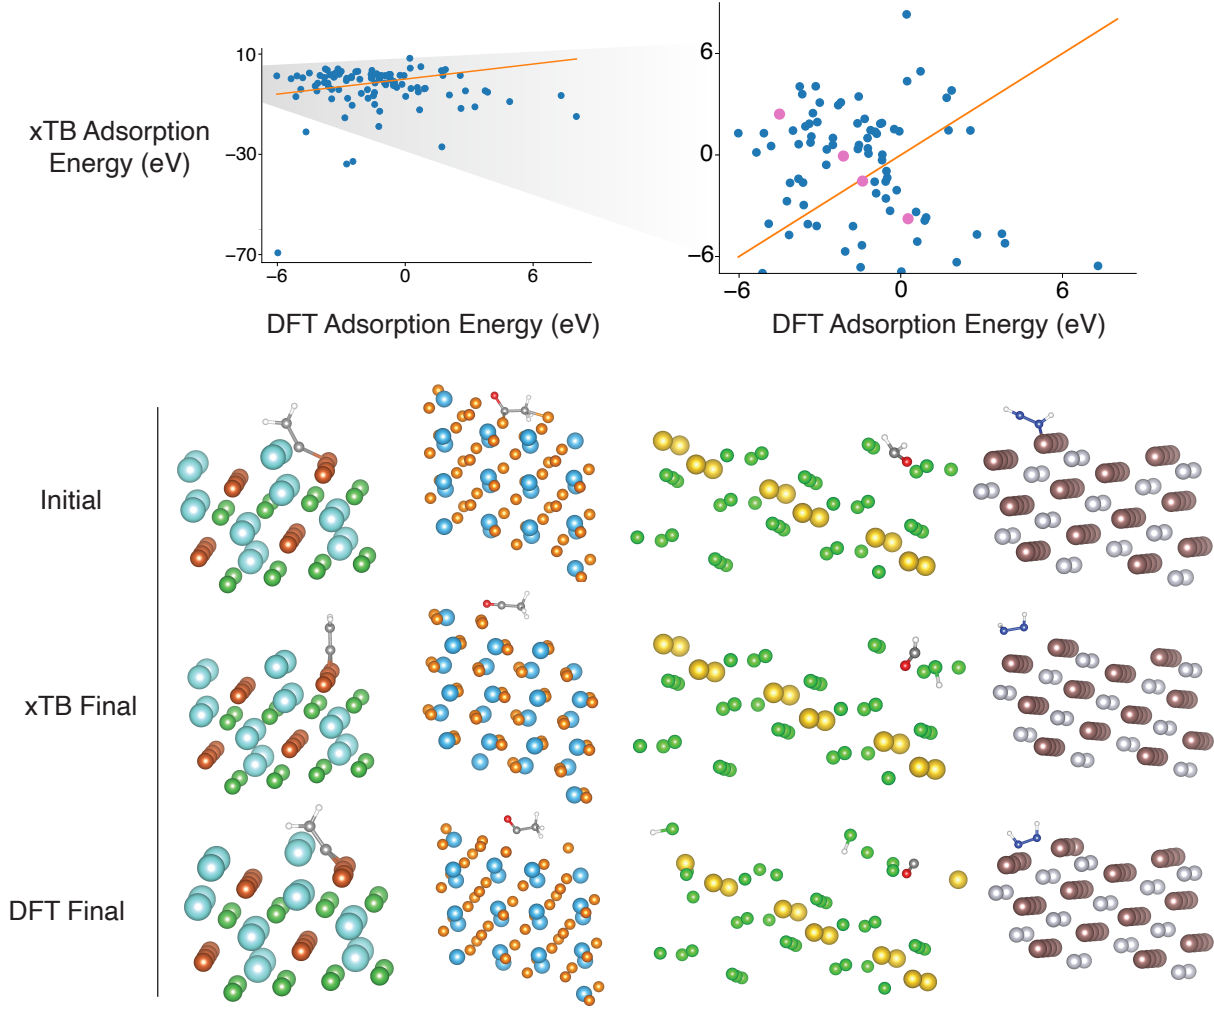 10
−30
−70
−6 0 6
xTB Adsorption
Energy (eV)
DFT Adsorption Energy (eV)
6
0
−6
−6 0 6
DFT Adsorption Energy (eV)
Initial
xTB Final
DFT Final